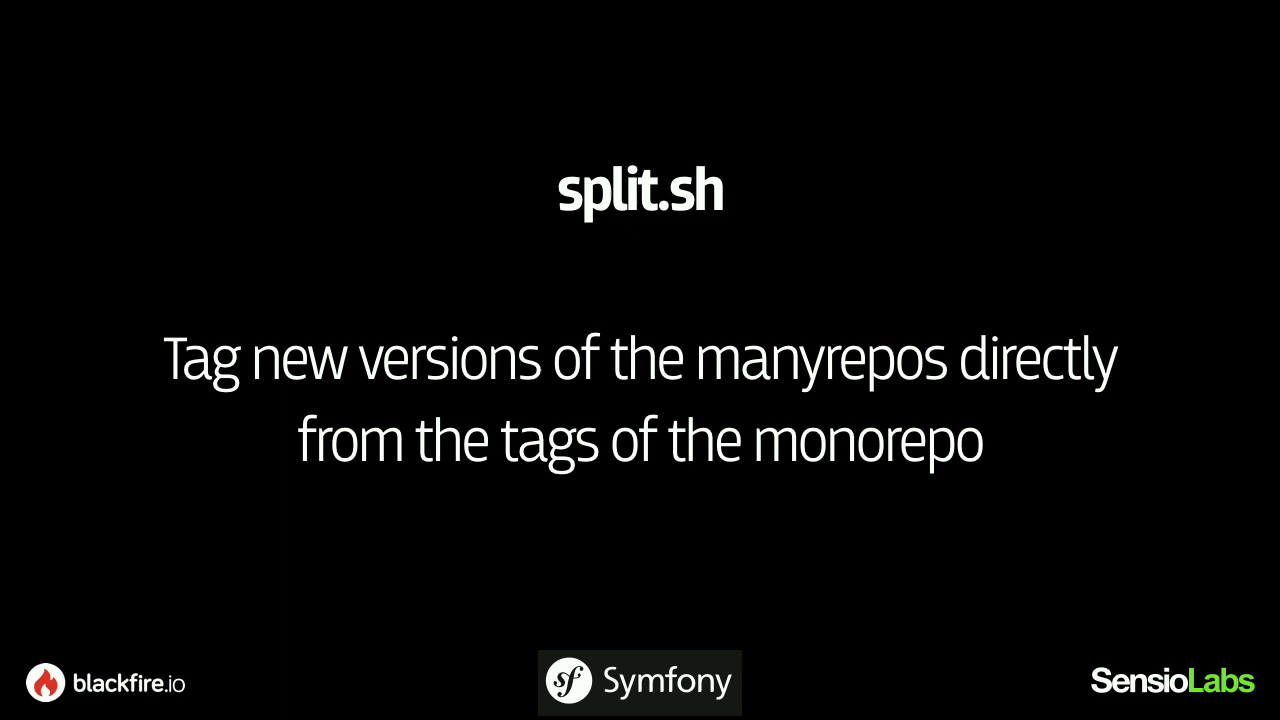 split.sh
Tag new versions of the manyrepos directly
from the tags of the monorepo
blackfire.io
sf Symfony
SensioLabs